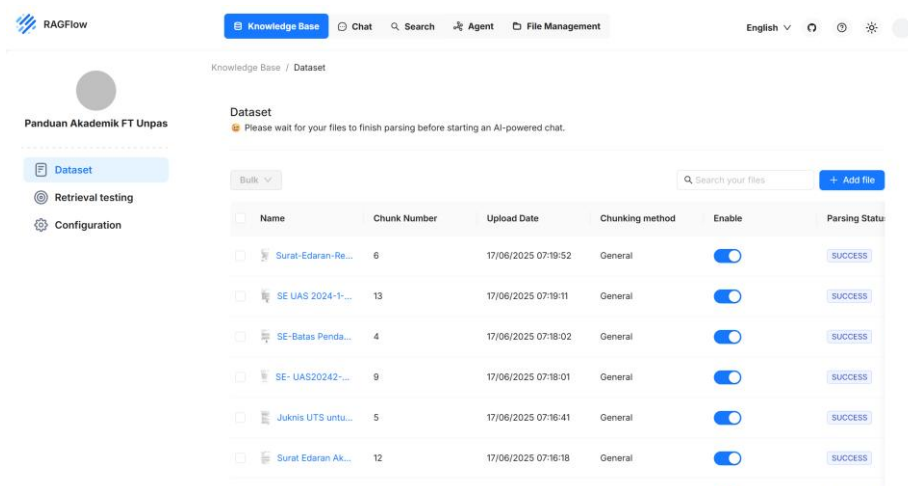 RAGFlow
Knowledge Base Chat Search Agent File Management
English
Knowledge Base / Dataset
Panduan Akademik FT Unpas
Dataset
Retrieval testing
Configuration
Dataset
Please wait for your files to finish parsing before starting an AI-powered chat.
Bulk
Search your files
+ Add file
Name Chunk Number Upload Date Chunking method Enable Parsing Statu
Surat-Edaran-Re... 6 17/06/2025 07:19:52 General SUCCESS
SE UAS 2024-1-... 13 17/06/2025 07:19:11 General SUCCESS
SE-Batas Penda... 4 17/06/2025 07:18:02 General SUCCESS
SE- UAS20242-... 9 17/06/2025 07:18:01 General SUCCESS
Juknis UTS untu... 5 17/06/2025 07:16:41 General SUCCESS
Surat Edaran Ak... 12 17/06/2025 07:16:18 General SUCCESS